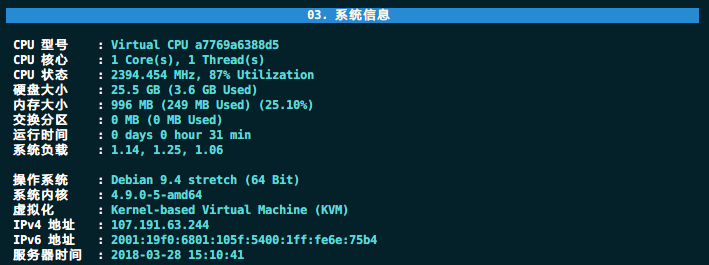 03. 系统信息
CPU 型号 : Virtual CPU a7769a6388d5
CPU 核心 : 1 Core(s), 1 Thread(s)
CPU 状态 : 2394.454 MHz, 87% Utilization
硬盘大小 : 25.5 GB (3.6 GB Used)
内存大小 : 996 MB (249 MB Used) (25.10%)
交换分区 : 0 MB (0 MB Used)
运行时间 : 0 days 0 hour 31 min
系统负载 : 1.14, 1.25, 1.06
操作系统 : Debian 9.4 stretch (64 Bit)
系统内核 : 4.9.0-5-amd64
虚拟化 : Kernel-based Virtual Machine (KVM)
IPv4 地址 : 107.191.63.244
IPv6 地址 : 2001:19f0:6801:105f:5400:1ff:fe6e:75b4
服务器时间 : 2018-03-28 15:10:41